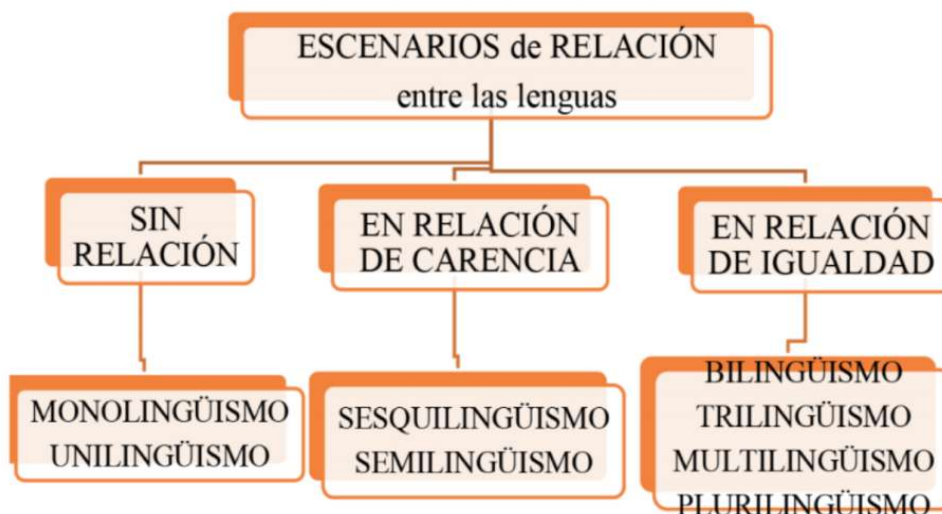 ESCENARIOS de RELACIÓN
entre las lenguas
SIN
RELACIÓN
EN RELACIÓN
DE CARENCIA
EN RELACIÓN
DE IGUALDAD
MONOLINGÜISMO
UNILINGÜISMO
SESQUILINGÜISMO
SEMILINGÜISMO
BILINGÜISMO
TRILINGÜISMO
MULTILINGÜISMO
PLURILINGÜISMO